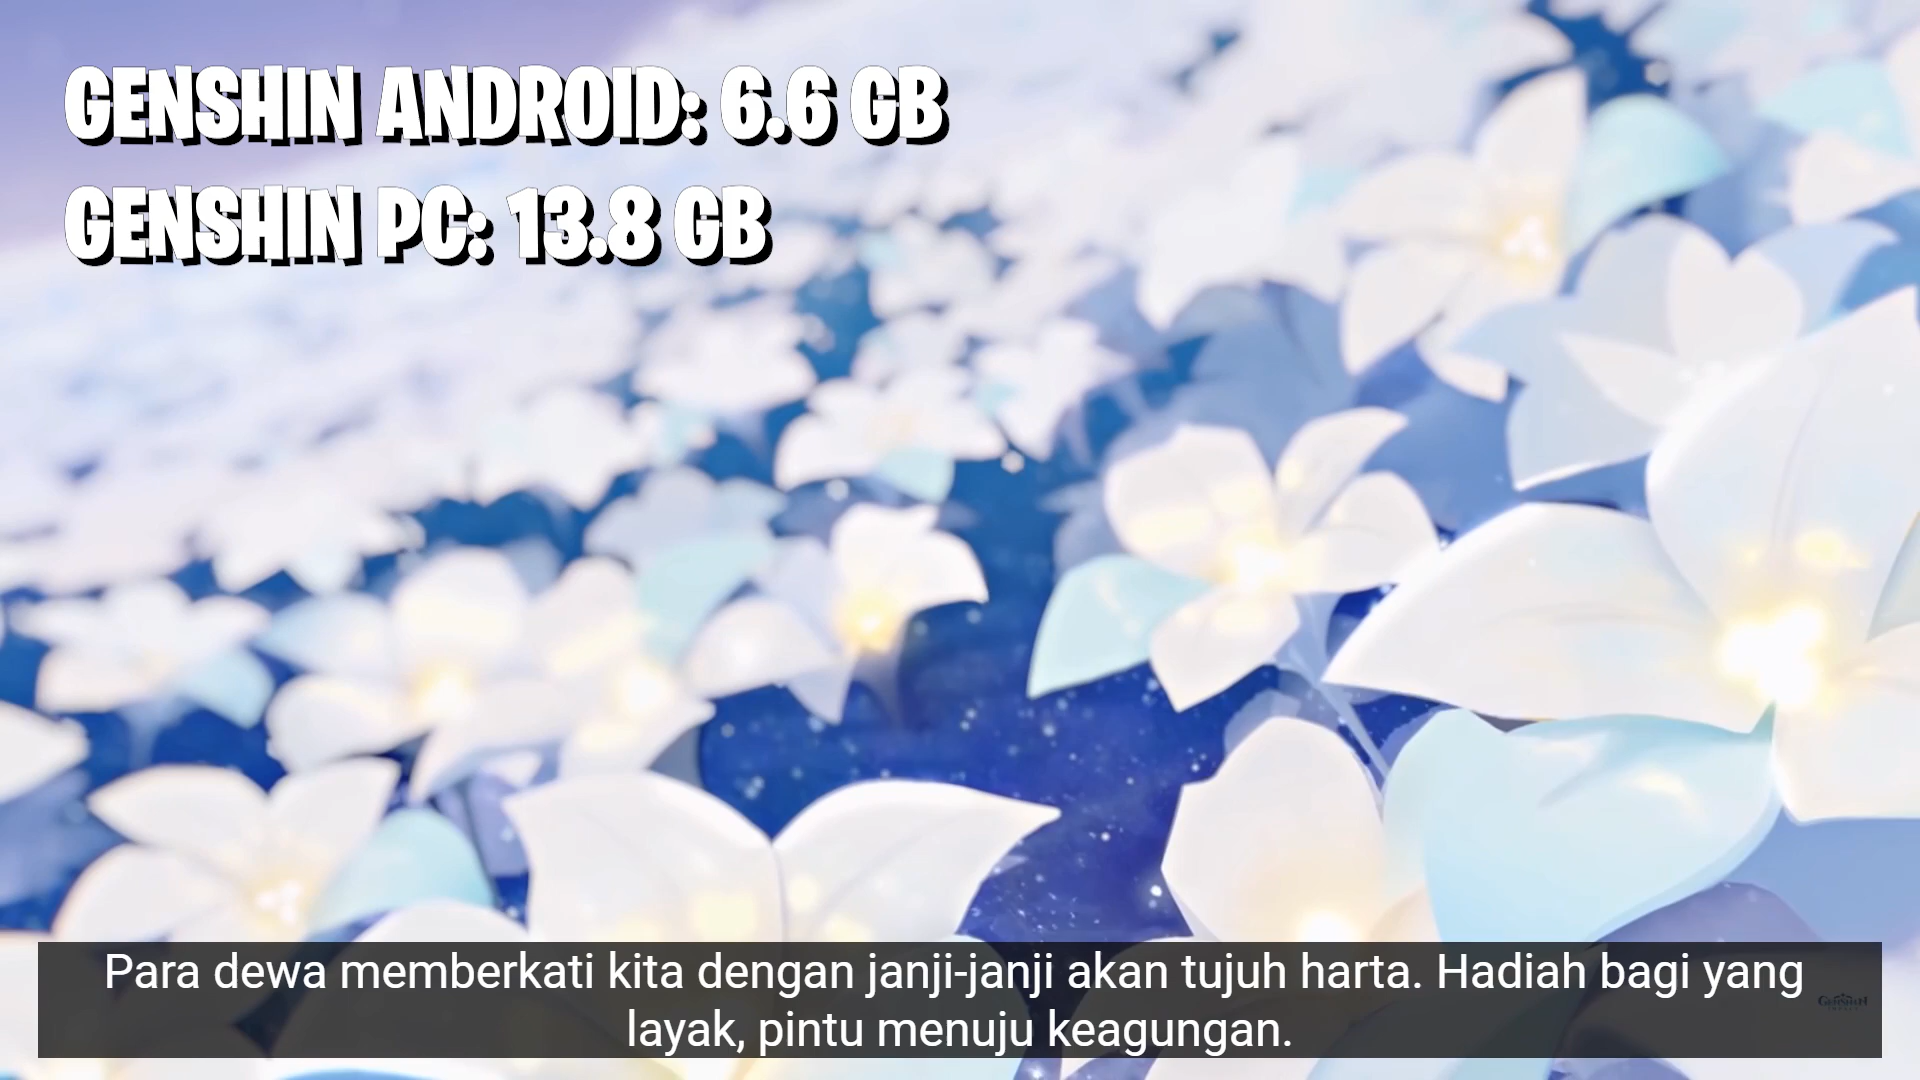 GENSHIN ANDROID: 6.6 GB
GENSHIN PC: 13.8 GB
Para dewa memberkati kita dengan janji-janji akan tujuh harta. Hadiah bagi yang
layak, pintu menuju keagungan.
GENSHIN